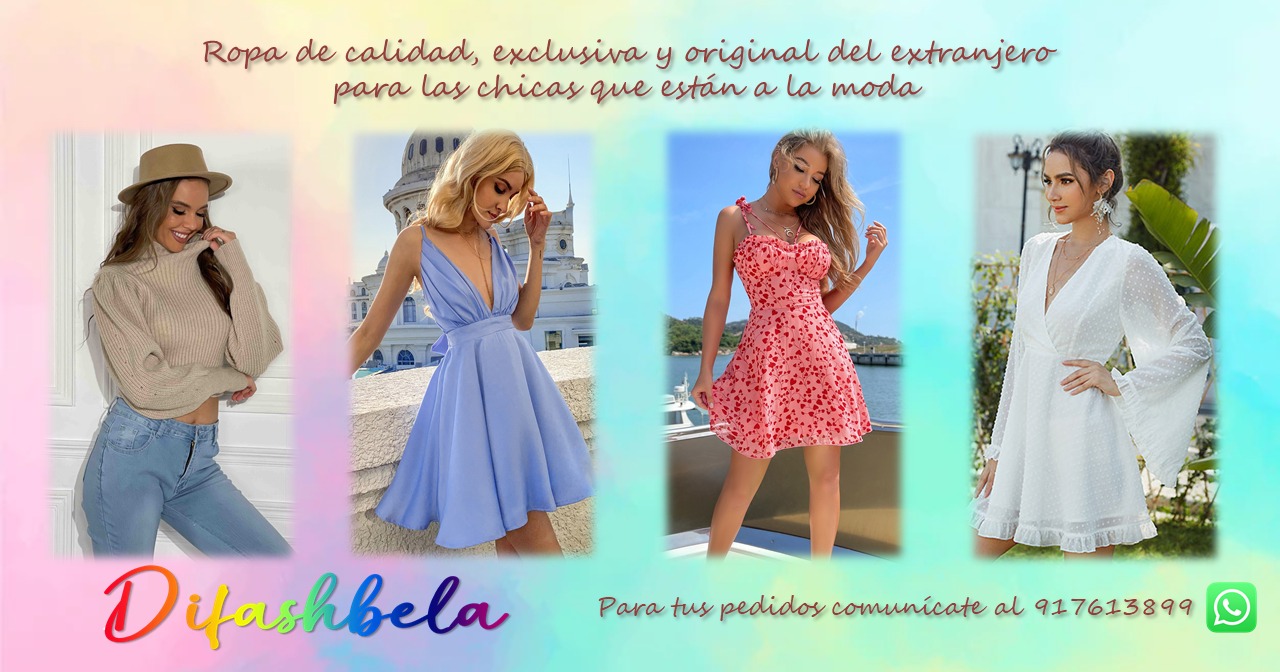 Ropa de calidad, exclusiva y original del extranjero
para las chicas que están a la moda
Difashbela
Para tus pedidos comunícate al 917613899